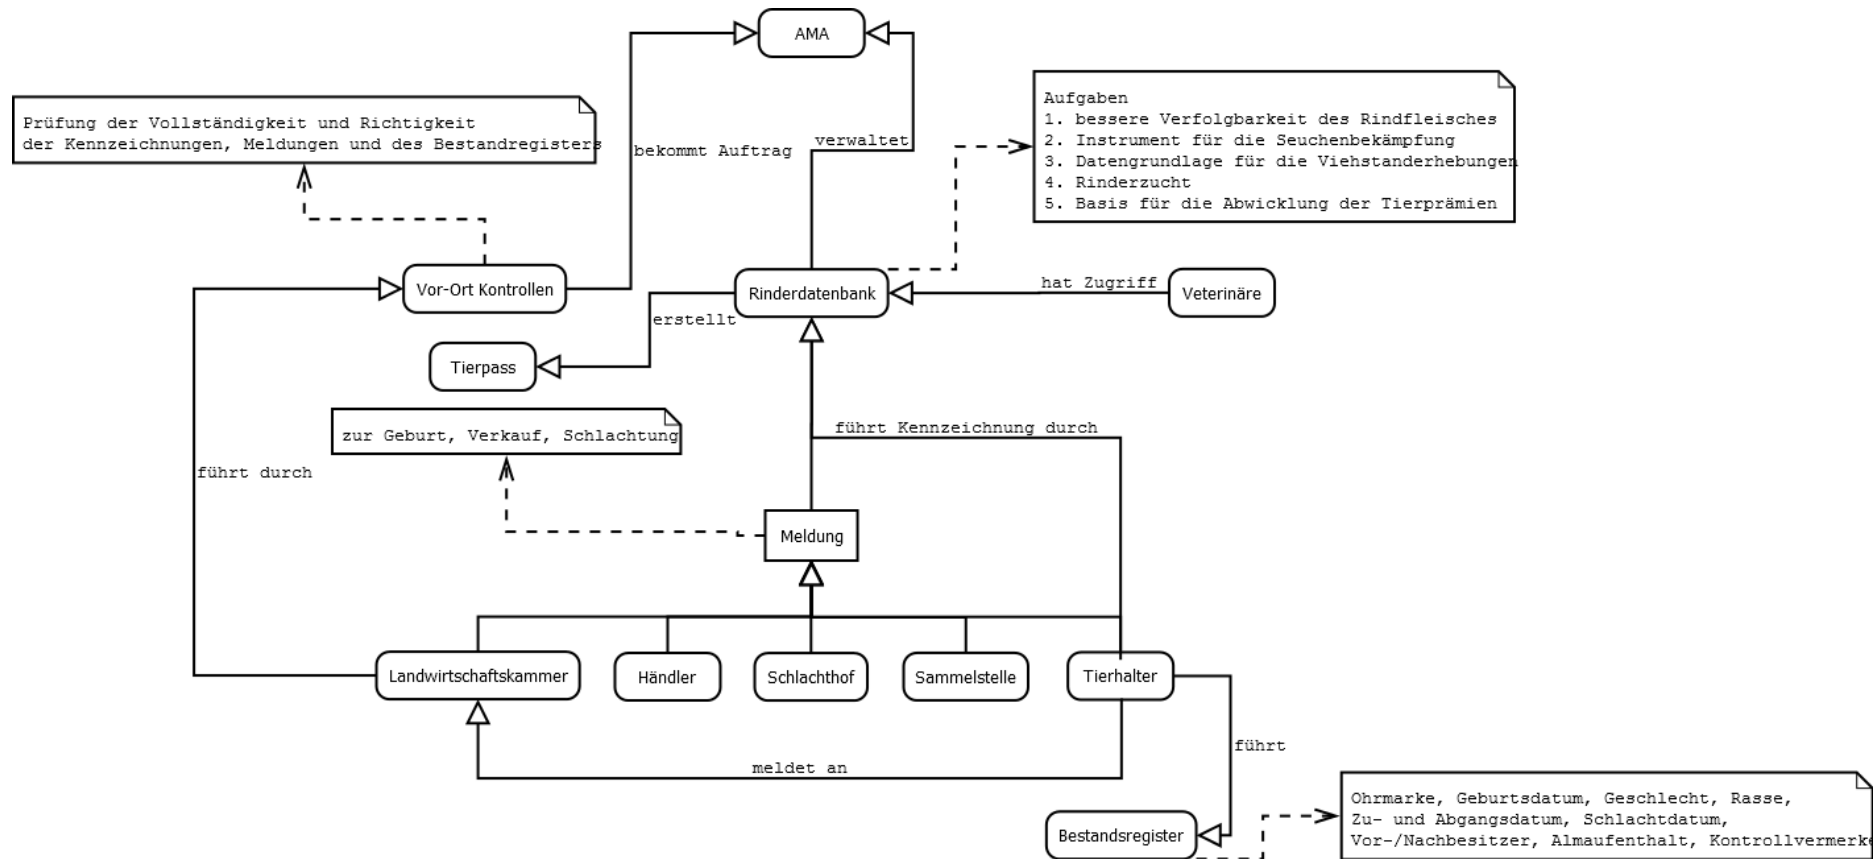 AMA
Prüfung der Vollständigkeit und Richtigkeit
der Kennzeichnungen, Meldungen und des Bestandregisters
bekommt Auftrag
verwaltet
Aufgaben
1. bessere Verfolgbarkeit des Rindfleisches
2. Instrument für die Seuchenbekämpfung
3. Datengrundlage für die Viehstanderhebungen
4. Rinderzucht
5. Basis für die Abwicklung der Tierprämien
Vor-Ort Kontrollen
Rinderdatenbank
hat Zugriff
Veterinäre
erstellt
Tierpass
zur Geburt, Verkauf, Schlachtung
führt Kennzeichnung durch
führt durch
Meldung
Landwirtschaftskammer
Händler
Schlachthof
Sammelstelle
Tierhalter
führt
meldet an
Bestandsregister
Ohrmarke, Geburtsdatum, Geschlecht, Rasse,
Zu- und Abgangsdatum, Schlachtdatum,
Vor-/Nachbesitzer, Almaufenthalt, Kontrollvermerke